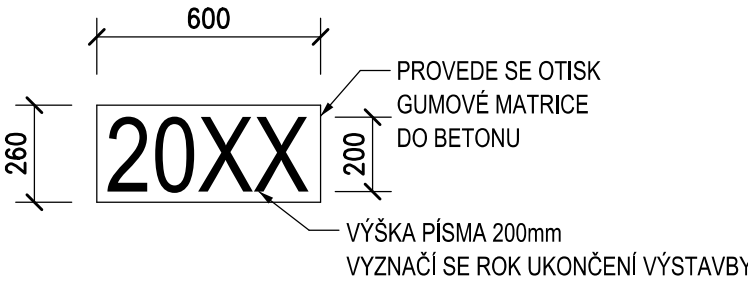 600
PROVEDE SE OTISK
GUMOVÉ MATRICE
DO BETONU
260
20XX
200
VÝŠKA PÍSMA 200mm
VYZNAČÍ SE ROK UKONČENÍ VÝSTAVBY